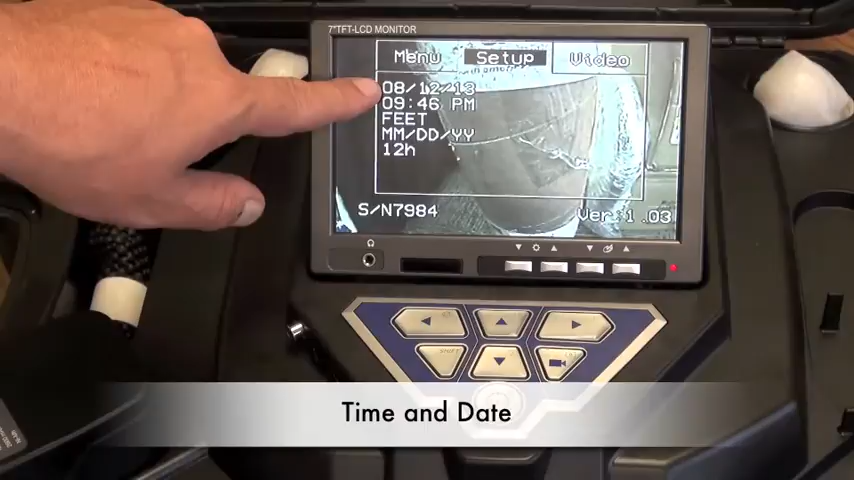 7"TFT-LCD MONITOR
Menu Setup Video
08/12/13
09:46 PM
FEET
MM/DD/YY
12h
S/N7984
Ver:1.03
SHIFT
Time and Date